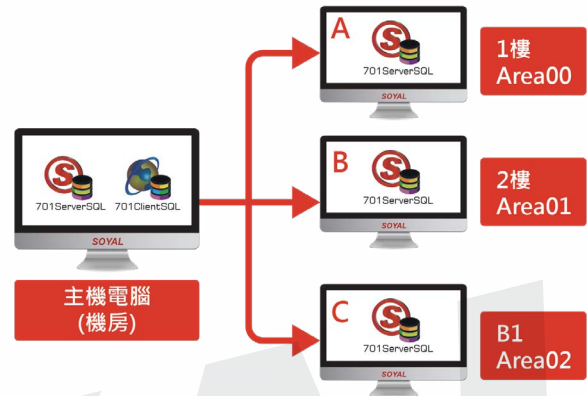 701ServerSQL 701ClientSQL
SOYAL
主機電腦
(機房)
A
701ServerSQL
SOYAL
1樓
Area00
B
701ServerSQL
SOYAL
2樓
Area01
C
701ServerSQL
SOYAL
B1
Area02